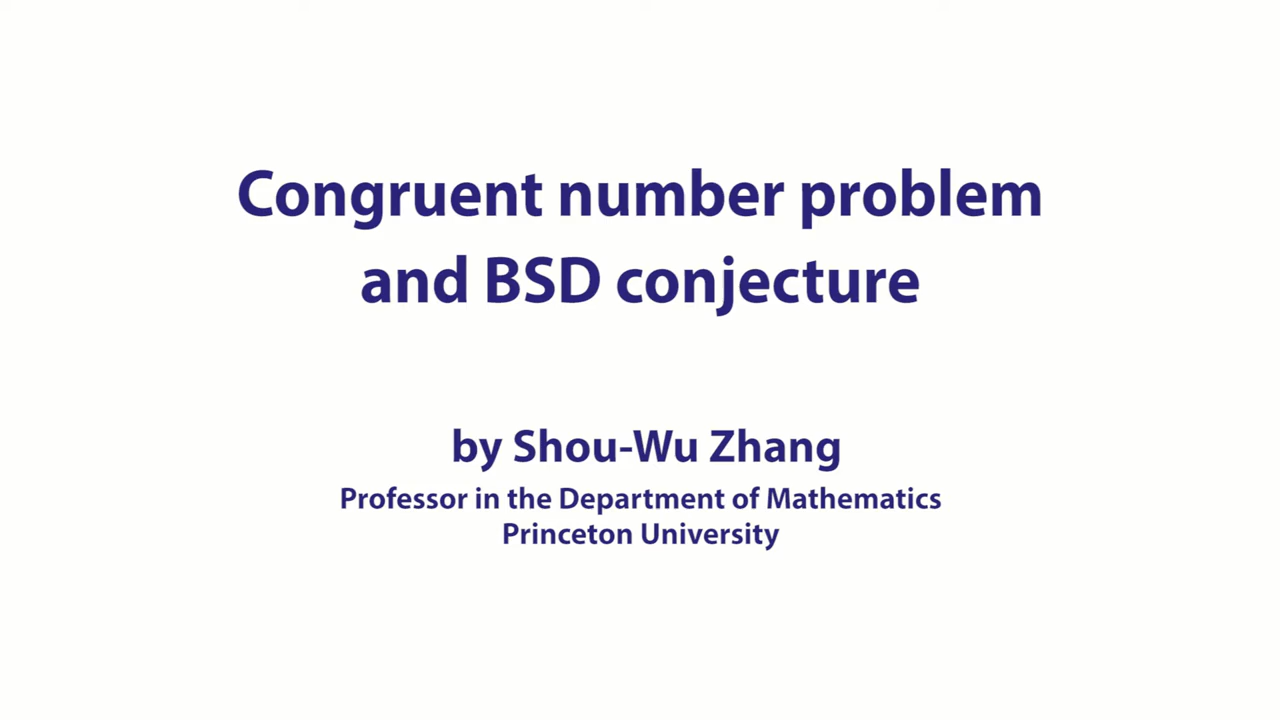 Congruent number problem
and BSD conjecture
by Shou-Wu Zhang
Professor in the Department of Mathematics
Princeton University